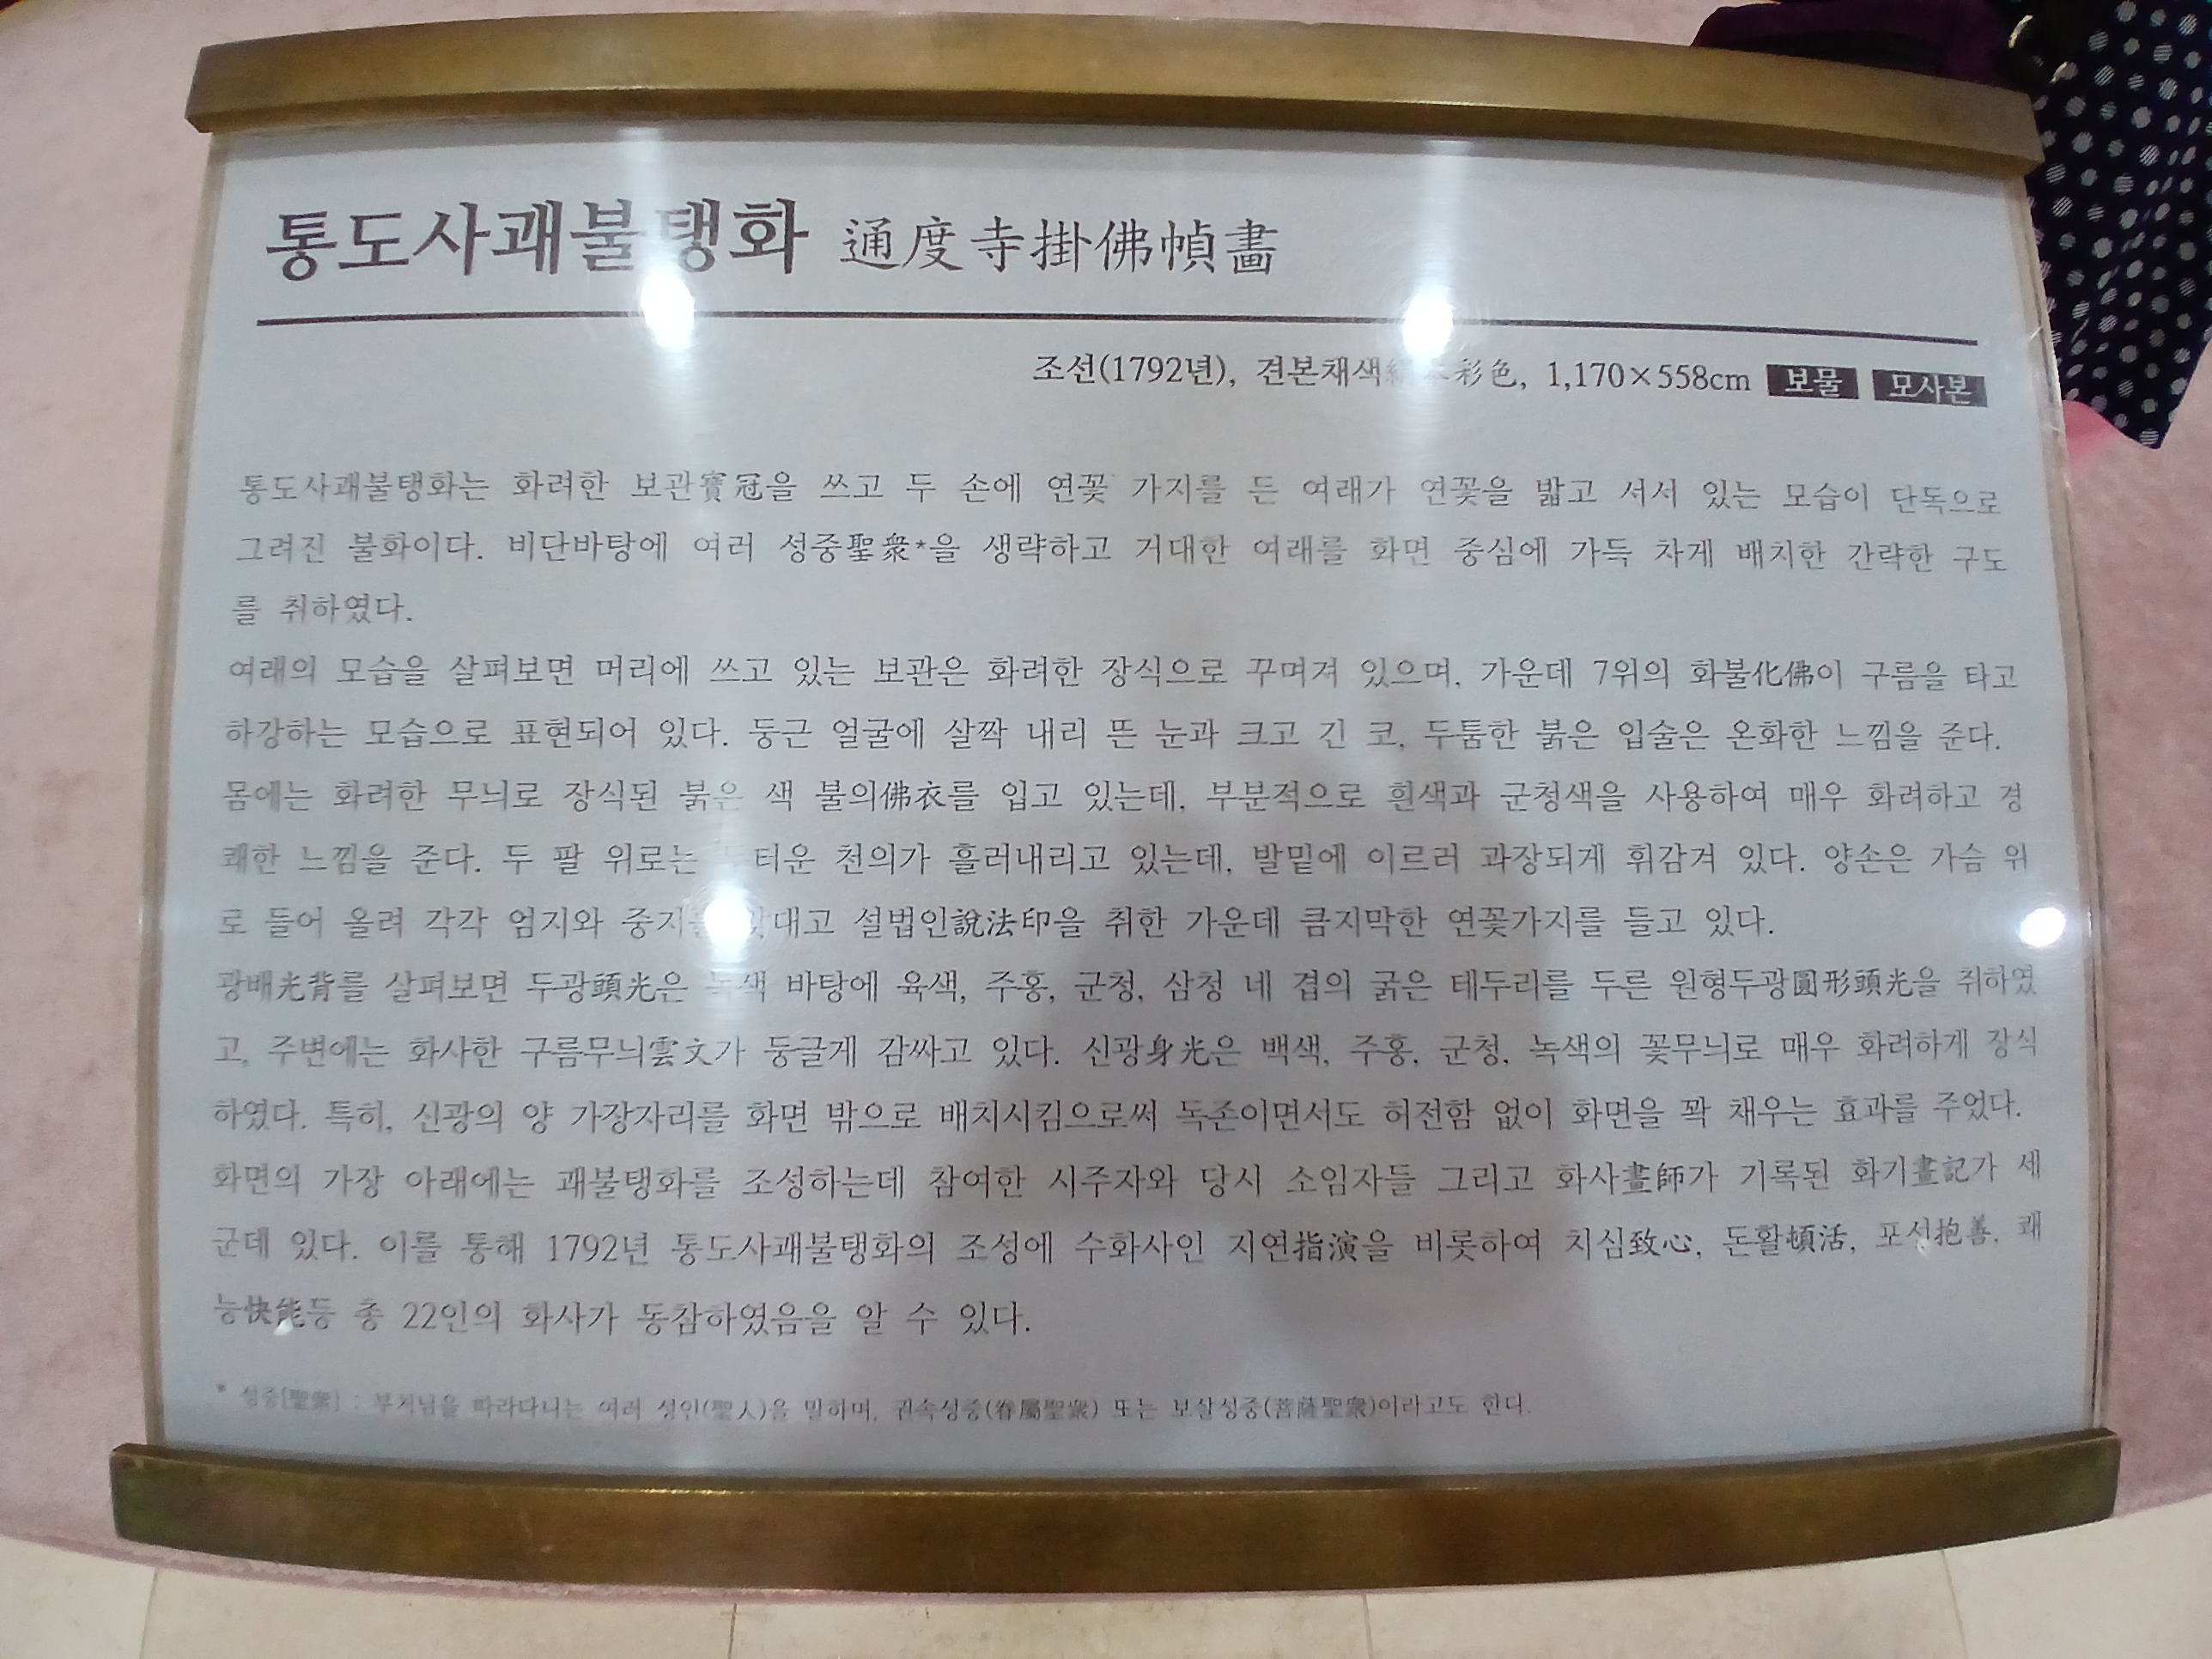 통도사괘불탱화 通度寺掛佛幀畵
조선(1792년), 견본채색 彩色, 1,170×558cm 보물 모사본
통도사괘불탱화는 화려한 보관寶冠을 쓰고 두 손에 연꽃 가지를 든 여래가 연꽃을 밟고 서서 있는 모습이 단독으로
그려진 불화이다. 비단바탕에 여러 성중聖衆*을 생략하고 거대한 여래를 화면 중심에 가득 차게 배치한 간략한 구도
를 취하였다.
여래의 모습을 살펴보면 머리에 쓰고 있는 보관은 화려한 장식으로 꾸며져 있으며, 가운데 7위의 화불化佛이 구름을 타고
하강하는 모습으로 표현되어 있다. 둥근 얼굴에 살짝 내리 뜬 눈과 크고 긴 코, 두툼한 붉은 입술은 온화한 느낌을 준다.
몸에는 화려한 무늬로 장식된 붉은 색 불의佛衣를 입고 있는데, 부분적으로 흰색과 군청색을 사용하여 매우 화려하고 경
쾌한 느낌을 준다. 두 팔 위로는 천의가 흘러내리고 있는데, 발밑에 이르러 과장되게 휘감겨 있다. 양손은 가슴 위
로 들어 올려 각각 엄지와 설법인說法印을 취한 가운데 큼지막한 연꽃가지를 들고 있다.
광배光背를 살펴보면 두광頭光은 녹색 바탕에 육색, 주홍, 군청, 삼청 네 겹의 굵은 테두리를 두른 원형두광圓形頭光을 취하였
고, 주변에는 화사한 구름무늬雲文가 둥글게 감싸고 있다. 신광身光은 백색, 주홍, 군청, 녹색의 꽃무늬로 매우 화려하게 장식
하였다. 특히, 신광의 양 가장자리를 화면 밖으로 배치시킴으로써 독존이면서도 허전함 없이 화면을 꽉 채우는 효과를 주었다.
화면의 가장 아래에는 괘불탱화를 조성하는데 참여한 시주자와 당시 소임자들 그리고 화사畫師가 기록된 화기畫記가 세
군데 있다. 이를 통해 1792년 통도사괘불탱화의 조성에 수화사인 지연指演을 비롯하여 치심致心, 돈활頓活, 포선抱善, 쾌
능快能등 총 22인의 화사가 동참하였음을 알 수 있다.
* 성중(聖衆) : 부처님을 따라다니는 여러 성인(聖人)을 말하며, 권속성중(眷屬聖衆) 또는 보살성중(菩薩聖衆)이라고도 한다.